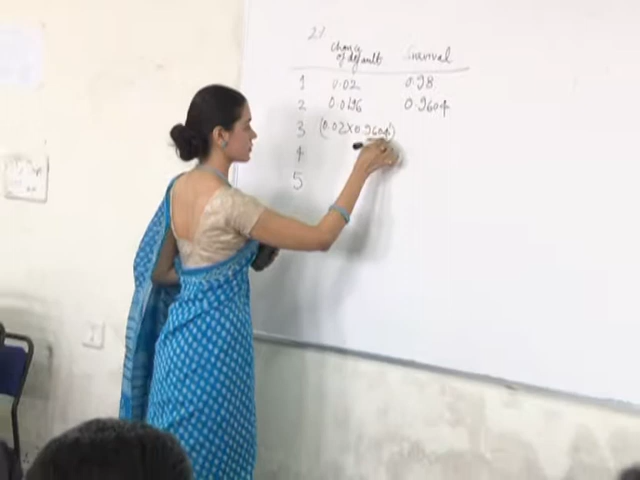 2%
Chance of default Survival
1 0.02 0.98
2 0.0196 0.9604
3 (0.02x0.9604)
4
5